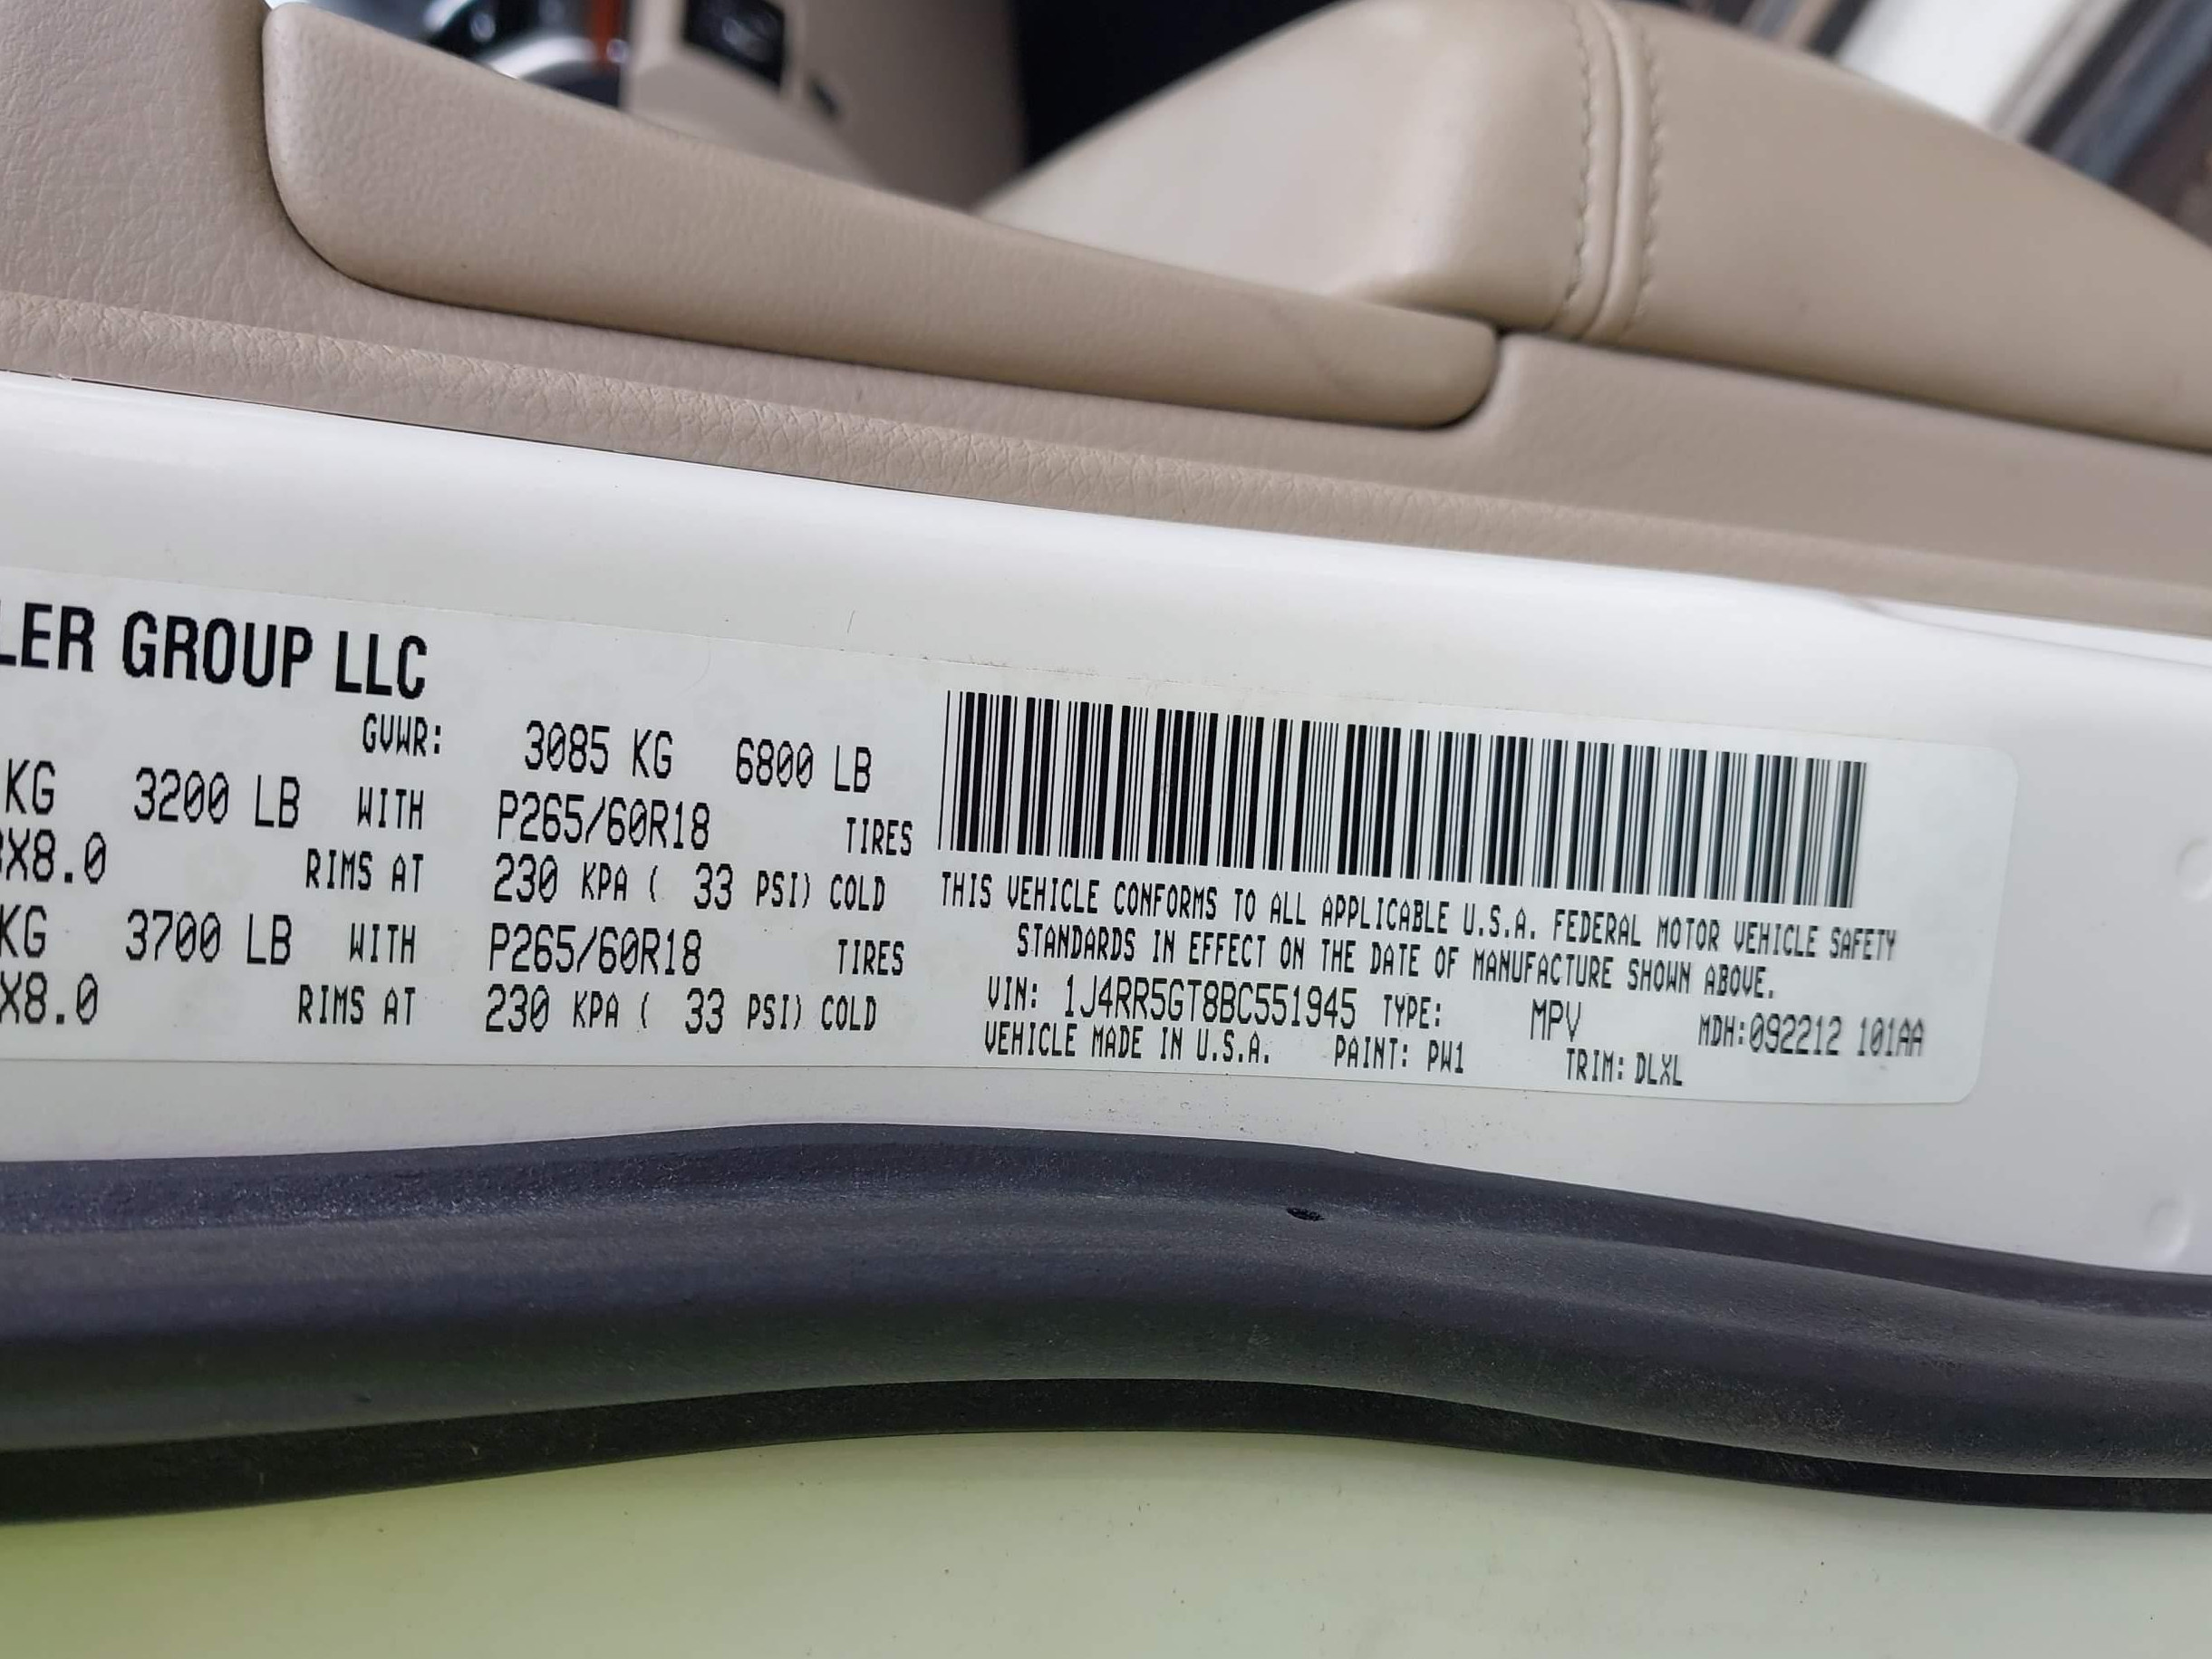 LER GROUP LLC
GVWR: 3085 KG 6800 LB
KG 3200 LB WITH P265/60R18 TIRES
X8.0 RIMS AT 230 KPA ( 33 PSI) COLD
KG 3700 LB WITH P265/60R18 TIRES
X8.0 RIMS AT 230 KPA ( 33 PSI) COLD
THIS VEHICLE CONFORMS TO ALL APPLICABLE U.S.A. FEDERAL MOTOR VEHICLE SAFETY
STANDARDS IN EFFECT ON THE DATE OF MANUFACTURE SHOWN ABOVE.
VIN: 1J4RR5GT8BC551945 TYPE: MPV MDH:092212 101AA
VEHICLE MADE IN U.S.A. PAINT: PW1 TRIM: DLXL